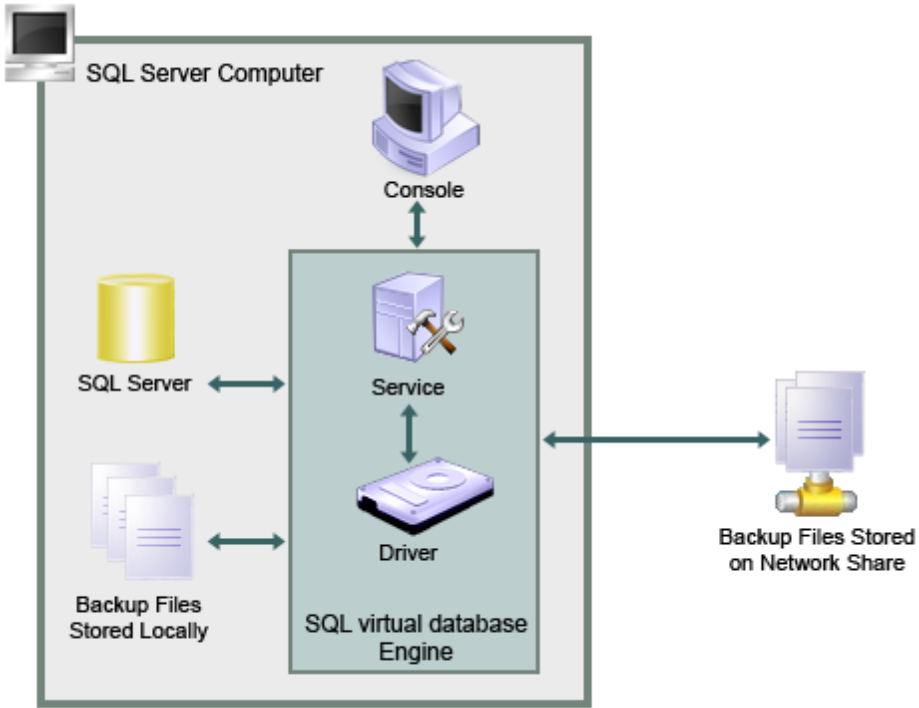 SQL Server Computer
Console
SQL Server
Service
Driver
Backup Files
Stored Locally
SQL virtual database
Engine
Backup Files Stored
on Network Share